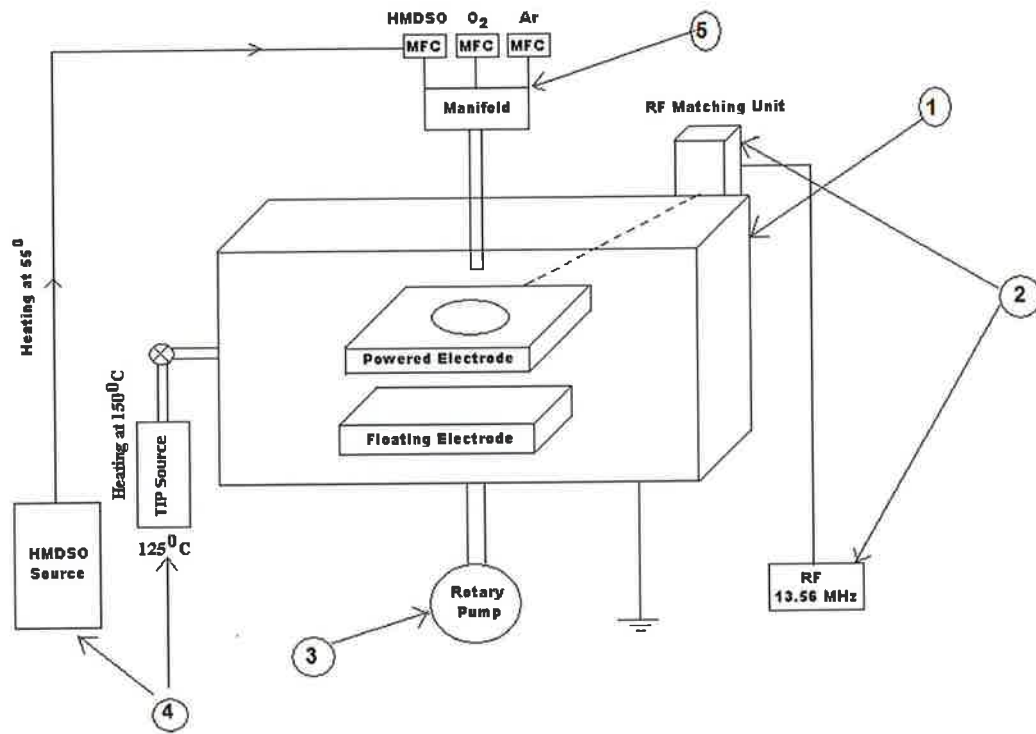 HMDSO O2 Ar
MFC MFC MFC
5
Manifold
RF Matching Unit
1
Heating at 55⁰
2
Powered Electrode
Heating at 150⁰C
Floating Electrode
TIP Source
125⁰C
HMDSO
Source
RF
13.56 MHz
Rotary
Pump
3
4